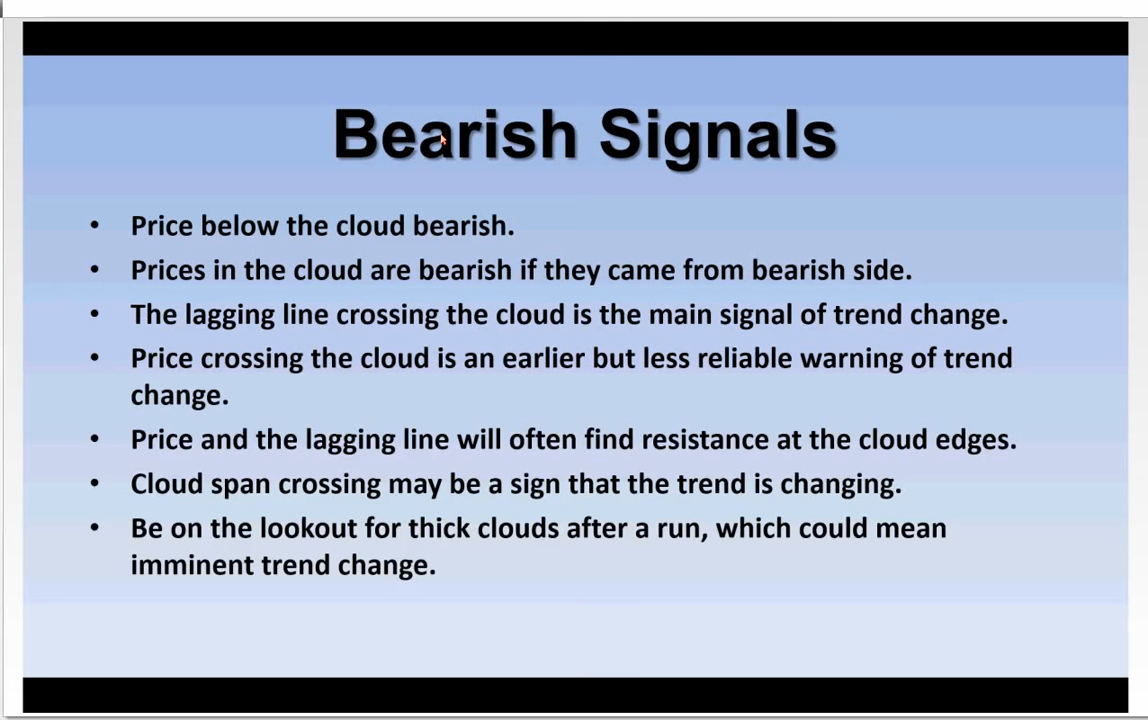 Bearish Signals
• Price below the cloud bearish.
• Prices in the cloud are bearish if they came from bearish side.
• The lagging line crossing the cloud is the main signal of trend change.
• Price crossing the cloud is an earlier but less reliable warning of trend
change.
• Price and the lagging line will often find resistance at the cloud edges.
• Cloud span crossing may be a sign that the trend is changing.
• Be on the lookout for thick clouds after a run, which could mean
imminent trend change.